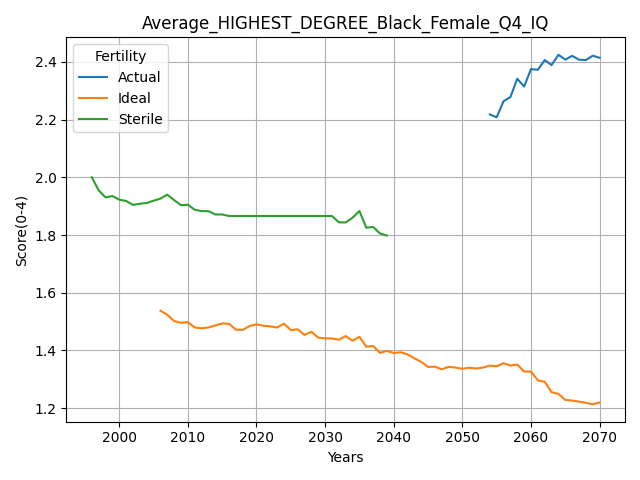 Average_HIGHEST_DEGREE_Black_Female_Q4_IQ
Fertility
Actual
Ideal
Sterile
Score(0-4)
2.4
2.2
2.0
1.8
1.6
1.4
1.2
2000 2010 2020 2030 2040 2050 2060 2070
Years